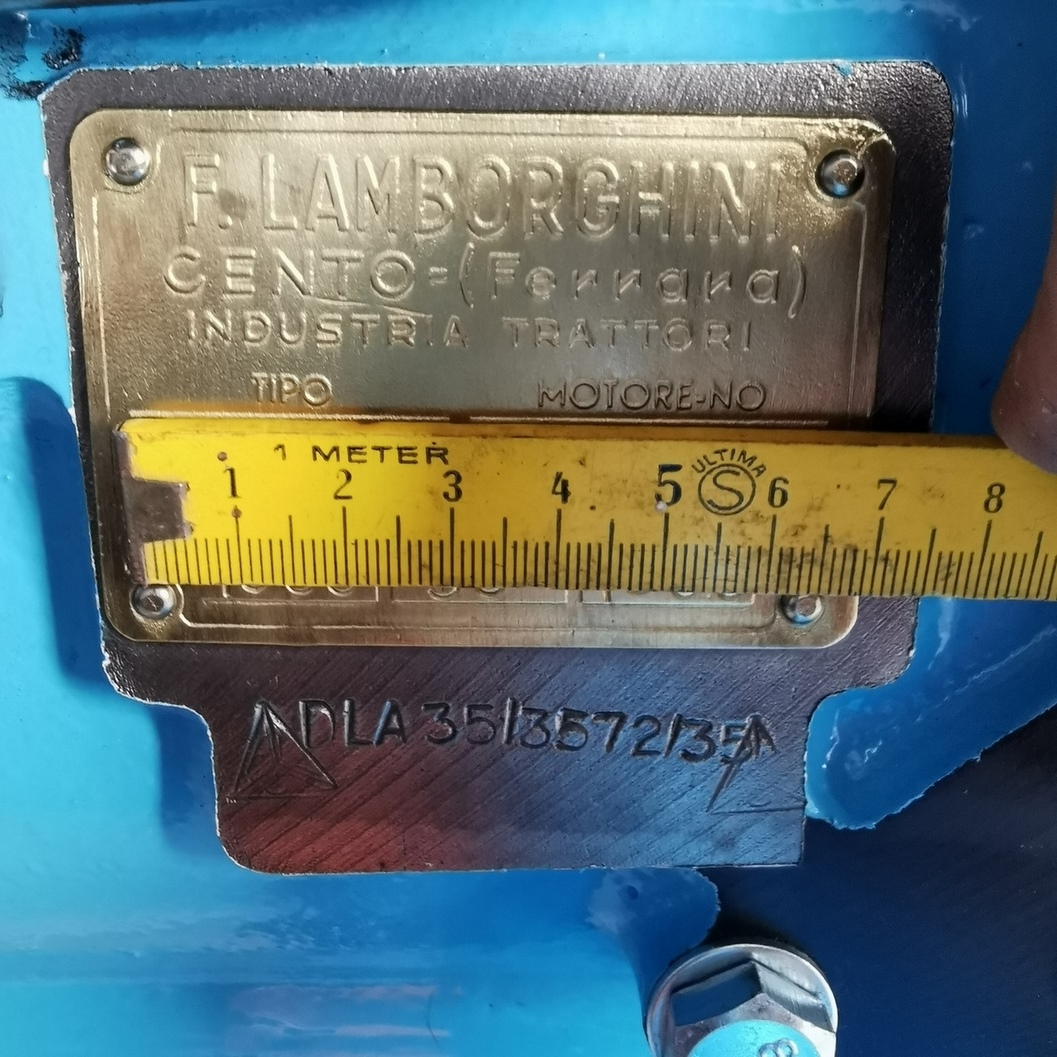 F. LAMBORGHINI
CENTO=(Ferrara)
INDUSTRIA TRATTORI
TIPO MOTORE-NO
1 METER
ULTIMA
S
1 2 3 4 5 6 7 8
DLA 35/3572/35
8